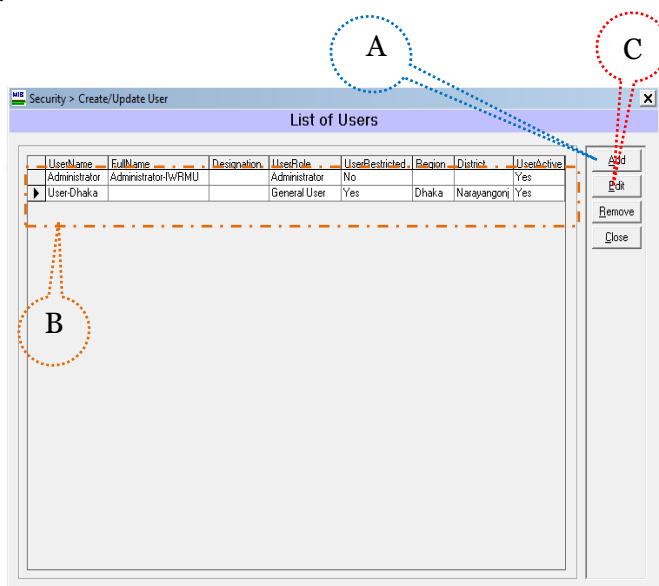 A
C
MIS Security > Create/Update User
List of Users
UserName FullName Designation UserRole UserRestricted Region District UserActive
Administrator Administrator-IWRMU Administrator No Yes
User-Dhaka General User Yes Dhaka Narayangonj Yes
Add
Edit
Remove
Close
B